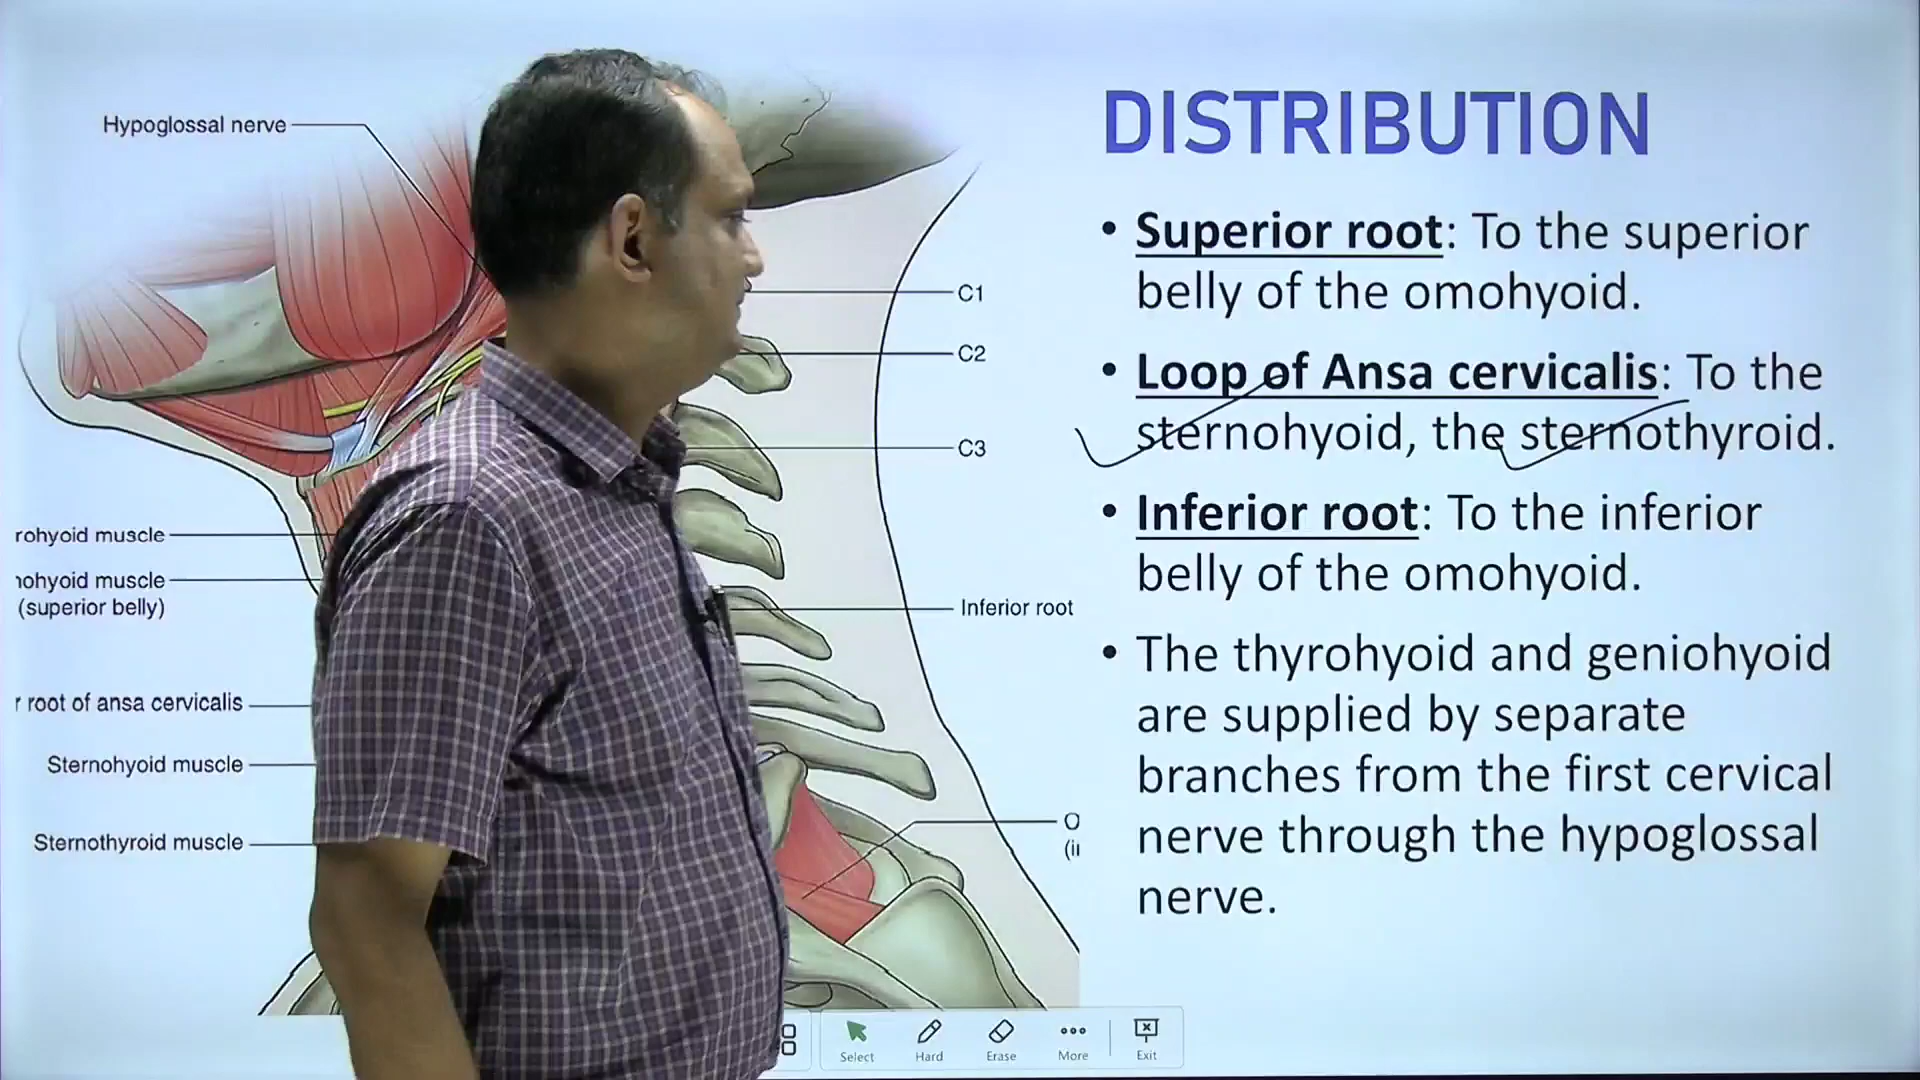 DISTRIBUTION
• Superior root: To the superior
belly of the omohyoid.
• Loop of Ansa cervicalis: To the
sternohyoid, the sternothyroid.
• Inferior root: To the inferior
belly of the omohyoid.
• The thyrohyoid and geniohyoid
are supplied by separate
branches from the first cervical
nerve through the hypoglossal
nerve.
Hypoglossal nerve
C1
C2
C3
rohyoid muscle
ohyoid muscle
(superior belly)
Inferior root
r root of ansa cervicalis
Sternohyoid muscle
Sternothyroid muscle
O
(i
Select
Hard
Erase
More
Exit